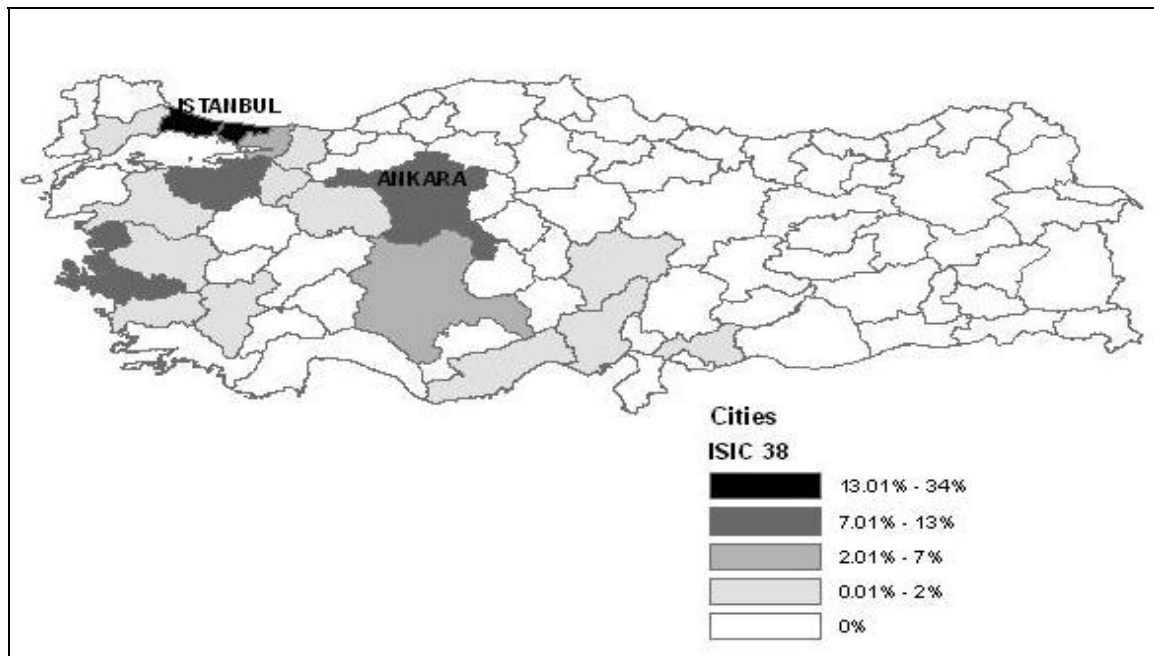 ISTANBUL
ANKARA
Cities
ISIC 38
13.01% - 34%
7.01% - 13%
2.01% - 7%
0.01% - 2%
0%